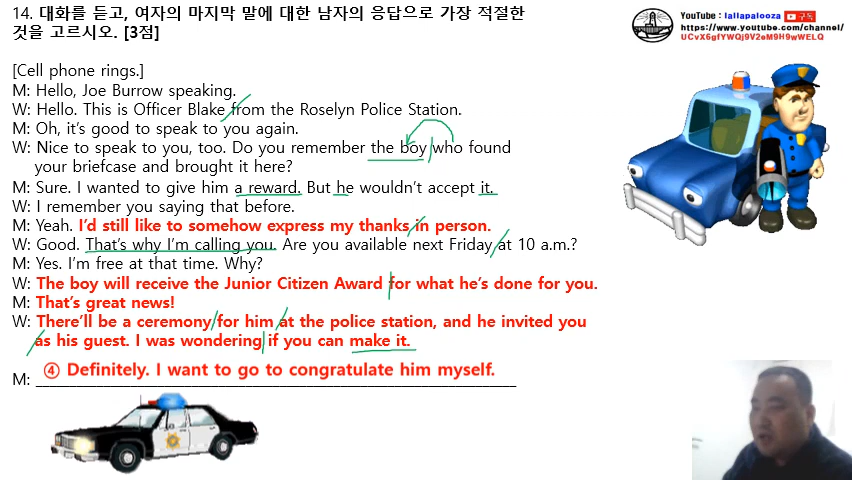 14. 대화를 듣고, 여자의 마지막 말에 대한 남자의 응답으로 가장 적절한
것을 고르시오. [3점]
YouTube : lallapalooza 구독
https://www.youtube.com/channel/
UCvX6gfYWQj9V2eM9H9wWELQ
[Cell phone rings.]
M: Hello, Joe Burrow speaking.
W: Hello. This is Officer Blake from the Roselyn Police Station.
M: Oh, it's good to speak to you again.
W: Nice to speak to you, too. Do you remember the boy who found
your briefcase and brought it here?
M: Sure. I wanted to give him a reward. But he wouldn't accept it.
W: I remember you saying that before.
M: Yeah. I'd still like to somehow express my thanks in person.
W: Good. That's why I'm calling you. Are you available next Friday at 10 a.m.?
M: Yes. I'm free at that time. Why?
W: The boy will receive the Junior Citizen Award for what he's done for you.
M: That's great news!
W: There'll be a ceremony for him at the police station, and he invited you
as his guest. I was wondering if you can make it.
M: ④ Definitely. I want to go to congratulate him myself.